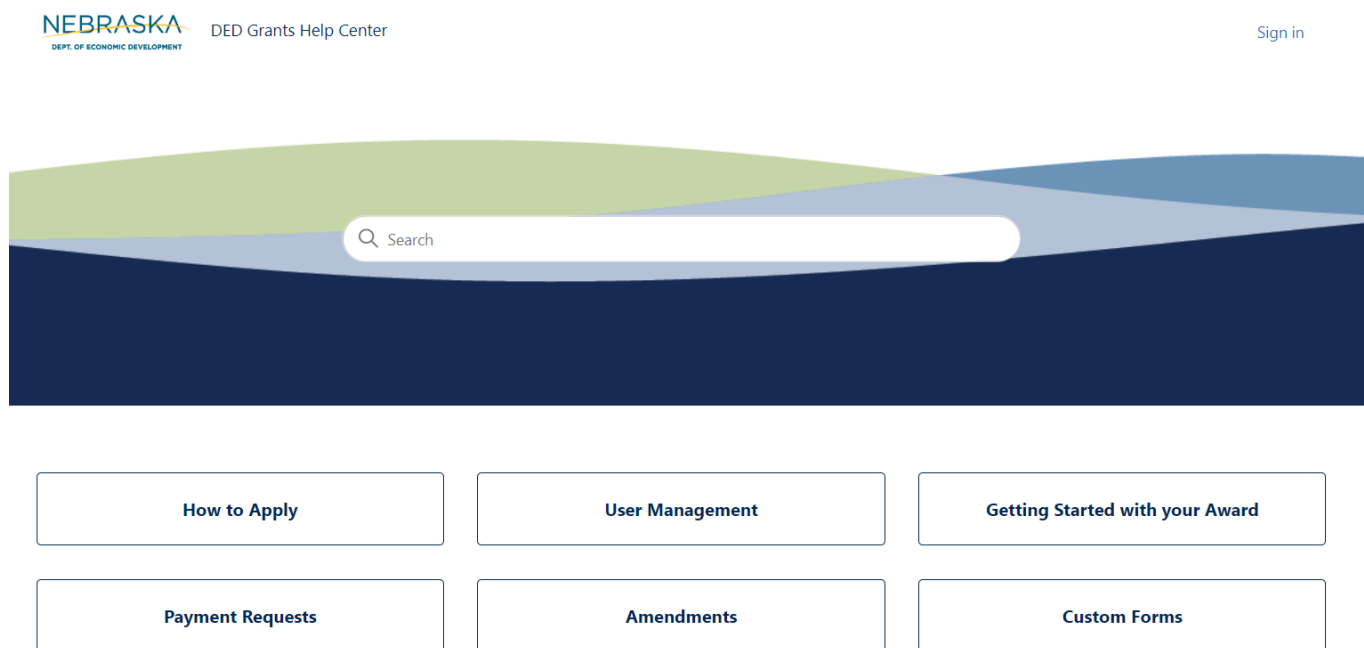 NEBRASKA
DEPT. OF ECONOMIC DEVELOPMENT
DED Grants Help Center
Sign in
Search
How to Apply
User Management
Getting Started with your Award
Payment Requests
Amendments
Custom Forms